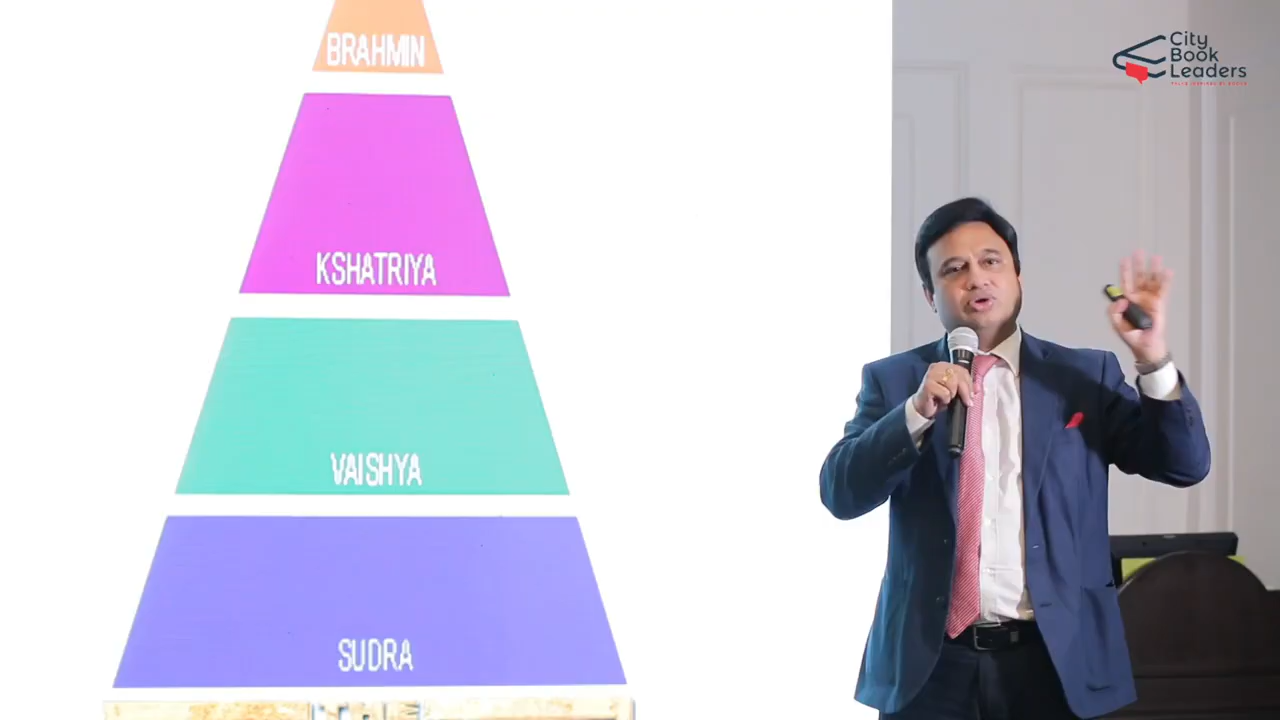 BRAHMIN
KSHATRIYA
VAISHYA
SUDRA
City
Book
Leaders